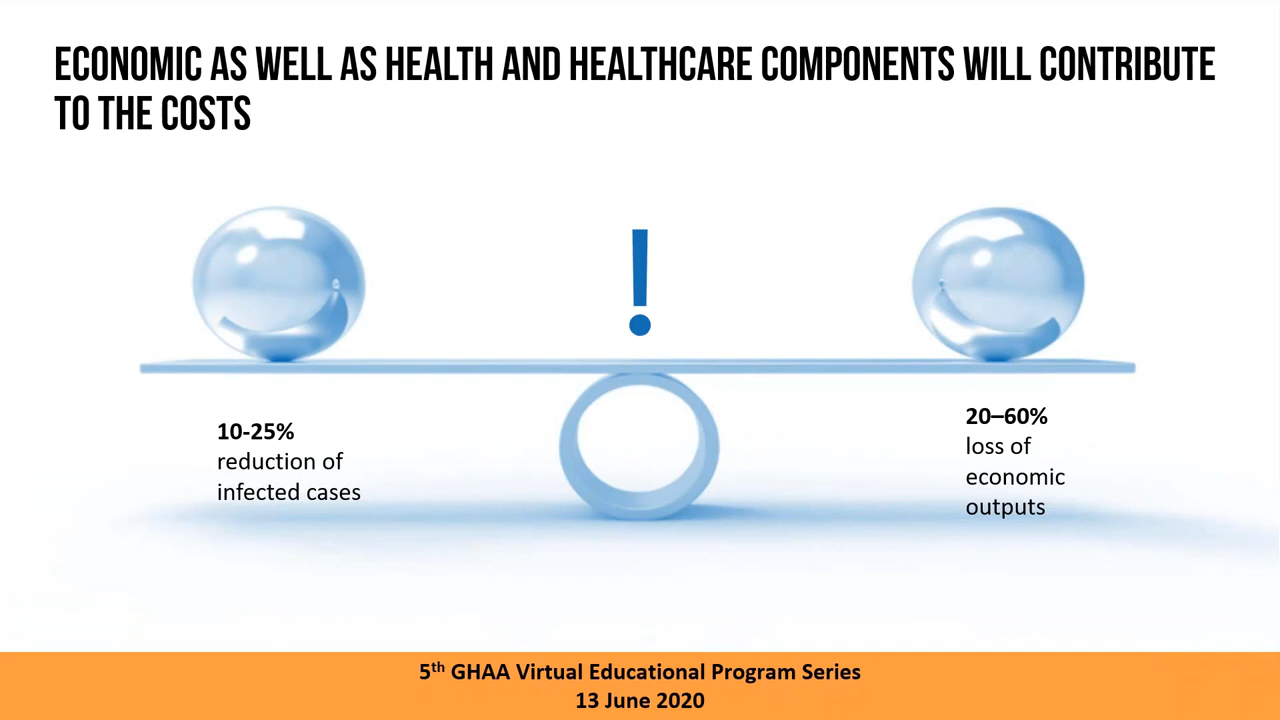 ECONOMIC AS WELL AS HEALTH AND HEALTHCARE COMPONENTS WILL CONTRIBUTE
TO THE COSTS
!
10-25%
reduction of
infected cases
20–60%
loss of
economic
outputs
5th GHAA Virtual Educational Program Series
13 June 2020